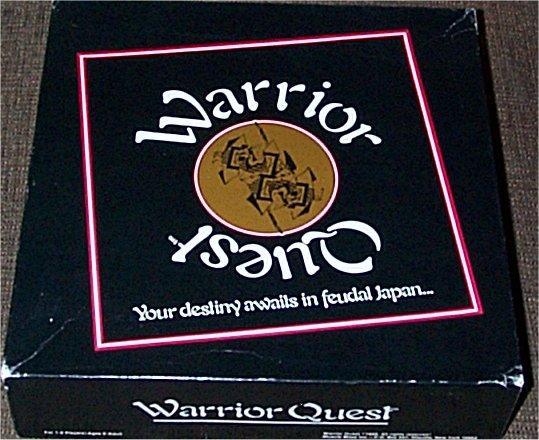 Warrior
Quest
Your destiny awaits in feudal Japan...
Warrior Quest